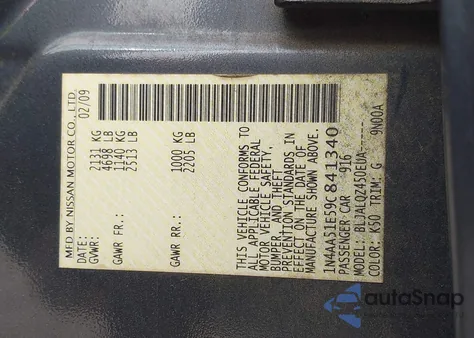 MFD BY NISSAN MOTOR CO., LTD.
DATE: 02/09
GVWR: 2131 KG
4698 LB
GAWR FR.: 1140 KG
2513 LB
GAWR RR.: 1000 KG
2205 LB
THIS VEHICLE CONFORMS TO
ALL APPLICABLE FEDERAL
MOTOR VEHICLE SAFETY,
BUMPER, AND THEFT
PREVENTION STANDARDS IN
EFFECT ON THE DATE OF
MANUFACTURE SHOWN ABOVE.
1N4AA51E59C841340
PASSENGER CAR 916
MODEL: BLJALQZ450EUA-----
COLOR: K50 TRIM: G 9N00A
autaSnap